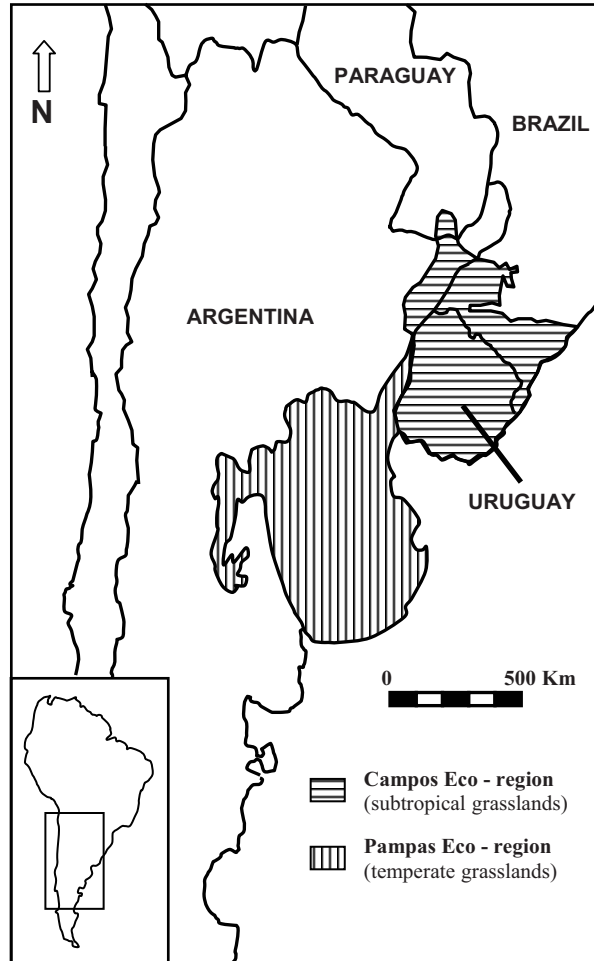 N
PARAGUAY
BRAZIL
ARGENTINA
URUGUAY
0 500 Km
Campos Eco - region
(subtropical grasslands)
Pampas Eco - region
(temperate grasslands)